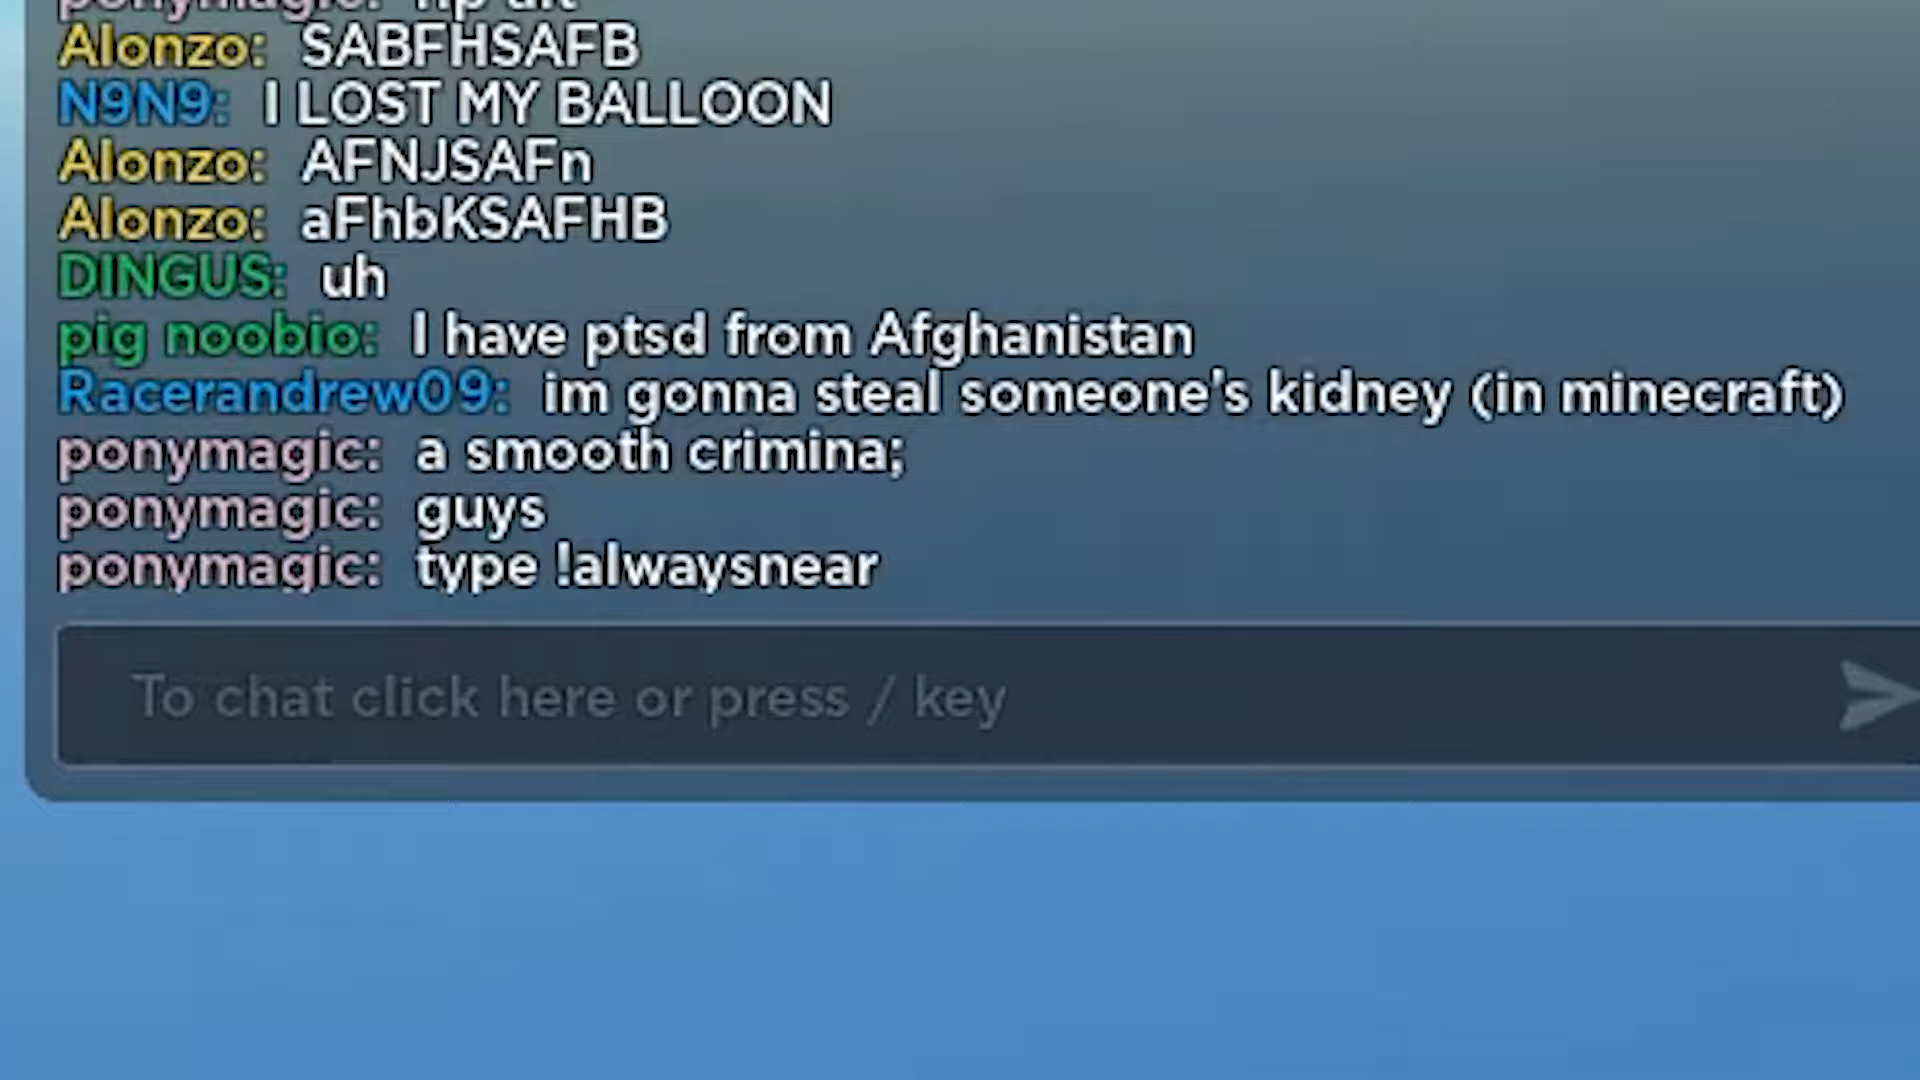 ponymagic:
Alonzo: SABFHSAFB
N9N9: I LOST MY BALLOON
Alonzo: AFNJSAFn
Alonzo: aFhbKSAFHB
DINGUS: uh
pig noobio: I have ptsd from Afghanistan
Racerandrew09: im gonna steal someone's kidney (in minecraft)
ponymagic: a smooth crimina;
ponymagic: guys
ponymagic: type !alwaysnear
To chat click here or press / key